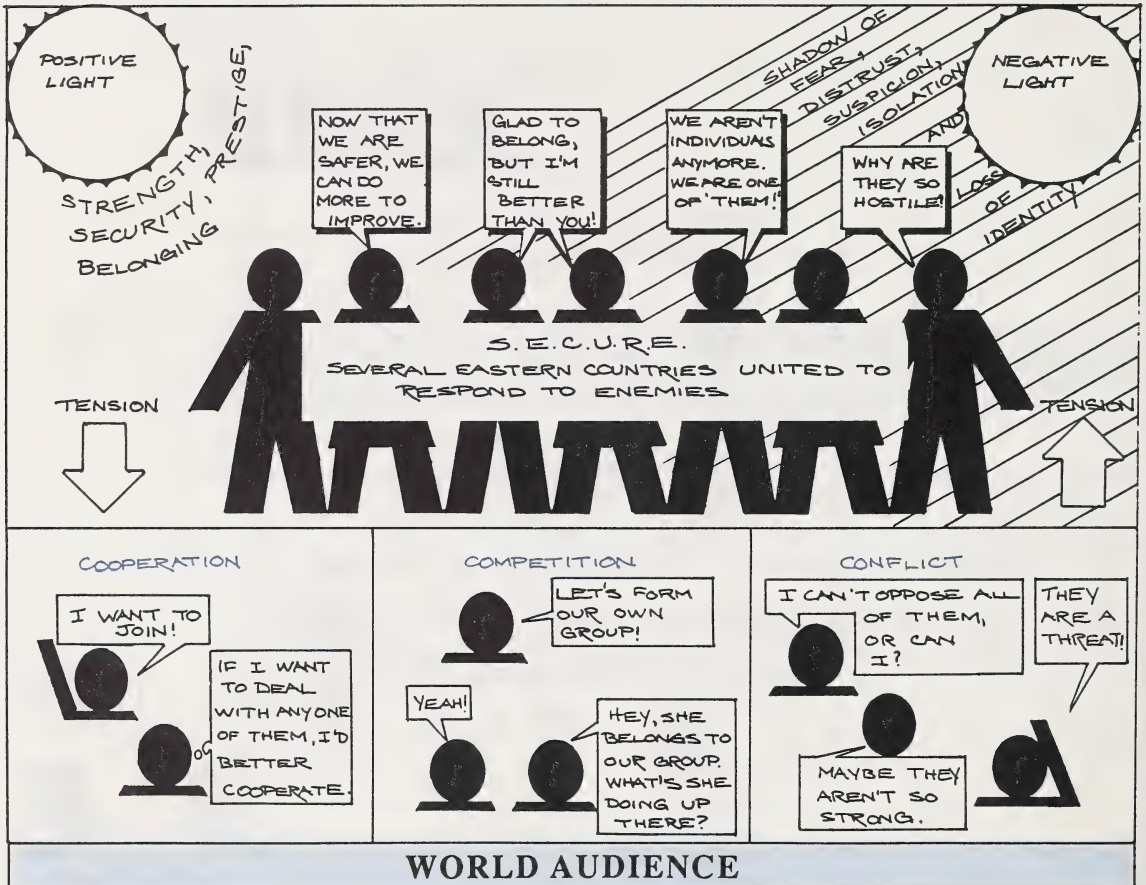 POSITIVE
LIGHT
STRENGTH,
SECURITY, PRESTIGE,
BELONGING
NOW THAT
WE ARE
SAFER, WE
CAN DO
MORE TO
IMPROVE.
GLAD TO
BELONG,
BUT I'M
STILL
BETTER
THAN YOU!
WE AREN'T
INDIVIDUALS
ANYMORE.
WE ARE ONE
OF "THEM!"
WHY ARE
THEY SO
HOSTILE!
SHADOW OF
FEAR,
DISTRUST,
SUSPICION,
ISOLATION,
AND
LOSS
OF
IDENTITY
NEGATIVE
LIGHT
S.E.C.U.R.E.
SEVERAL EASTERN COUNTRIES UNITED TO
RESPOND TO ENEMIES
TENSION
TENSION
COOPERATION
I WANT TO
JOIN!
IF I WANT
TO DEAL
WITH ANYONE
OF THEM, I'D
BETTER
COOPERATE.
COMPETITION
LET'S FORM
OUR OWN
GROUP!
YEAH!
HEY, SHE
BELONGS TO
OUR GROUP.
WHAT'S SHE
DOING UP
THERE?
CONFLICT
I CAN'T OPPOSE ALL
OF THEM,
OR CAN
I?
THEY
ARE A
THREAT!
MAYBE THEY
AREN'T SO
STRONG.
WORLD AUDIENCE